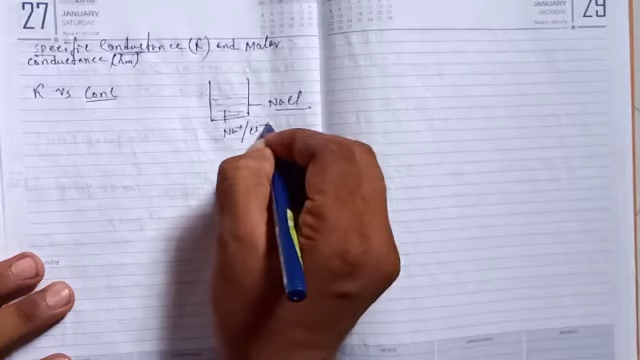 27
JANUARY
SATURDAY
JANUARY
MONDAY
29
specific Conductance (K) and Molar
conductance (λm)
K vs Conc
NaCl
Na+/Cl-